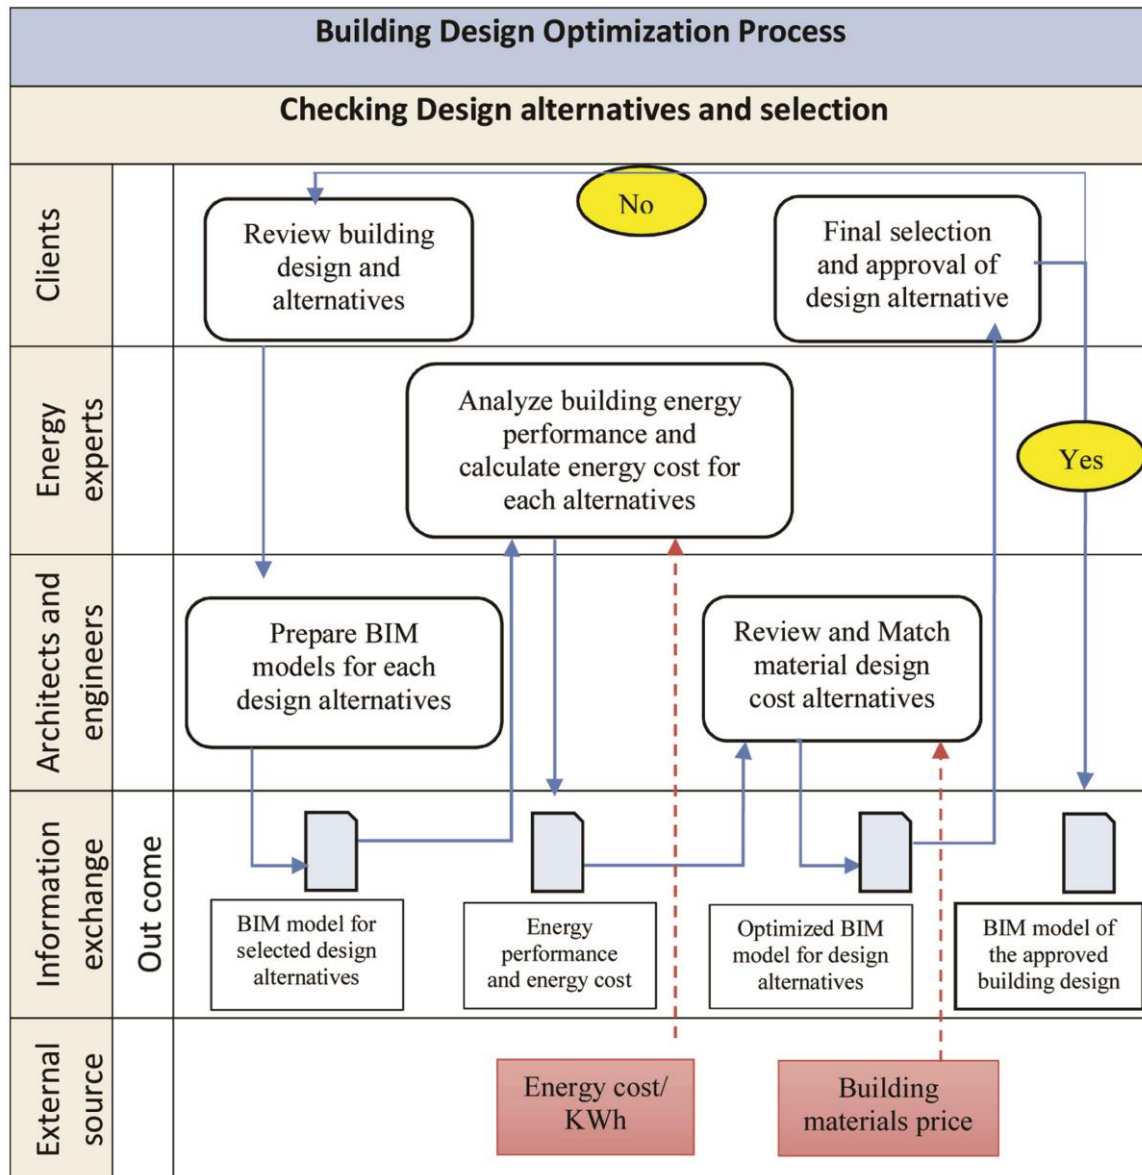 Building Design Optimization Process
Checking Design alternatives and selection
Clients
Review building
design and
alternatives
No
Final selection
and approval of
design alternative
Energy
experts
Analyze building energy
performance and
calculate energy cost for
each alternatives
Yes
Architects and
engineers
Prepare BIM
models for each
design alternatives
Review and Match
material design
cost alternatives
Information
exchange
Out come
BIM model for
selected design
alternatives
Energy
performance
and energy cost
Optimized BIM
model for design
alternatives
BIM model of
the approved
building design
External
source
Energy cost/
KWh
Building
materials price